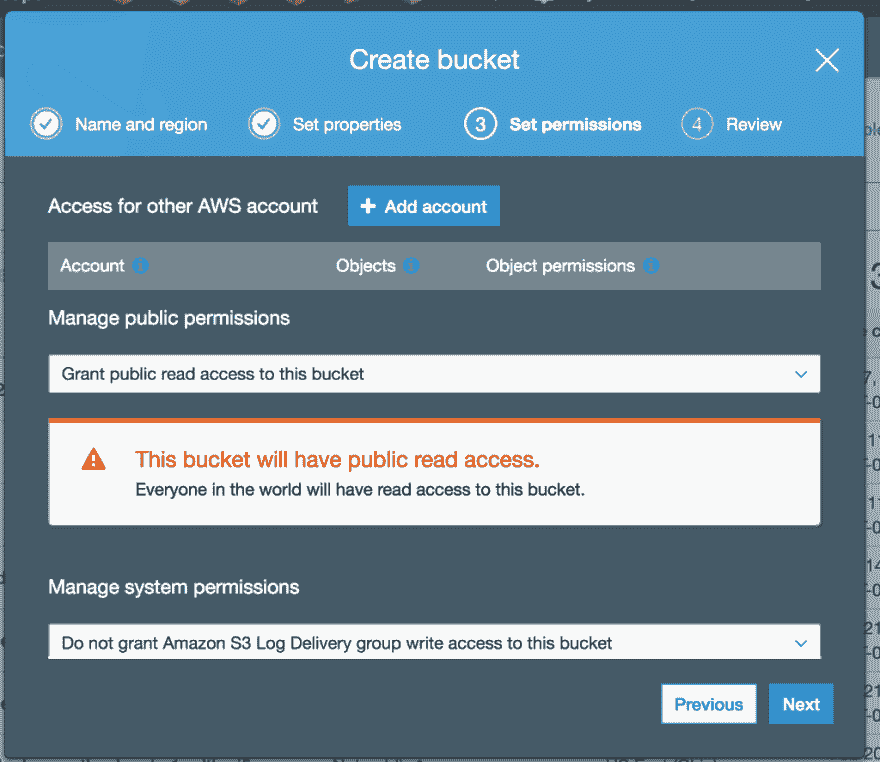 Create bucket
Name and region
Set properties
3 Set permissions
4 Review
Access for other AWS account
+ Add account
Account Objects Object permissions
Manage public permissions
Grant public read access to this bucket
This bucket will have public read access.
Everyone in the world will have read access to this bucket.
Manage system permissions
Do not grant Amazon S3 Log Delivery group write access to this bucket
Previous Next